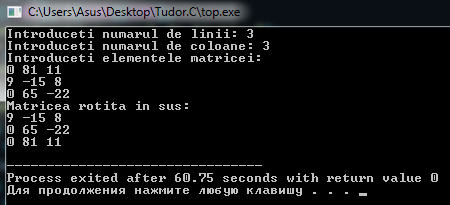 C:\Users\Asus\Desktop\Tudor.C\top.exe
Introduceti numarul de linii: 3
Introduceti numarul de coloane: 3
Introduceti elementele matricei:
0 81 11
9 -15 8
0 65 -22
Matricea rotita in sus:
9 -15 8
0 65 -22
0 81 11
--------------------------------
Process exited after 60.75 seconds with return value 0
Для продолжения нажмите любую клавишу . . .